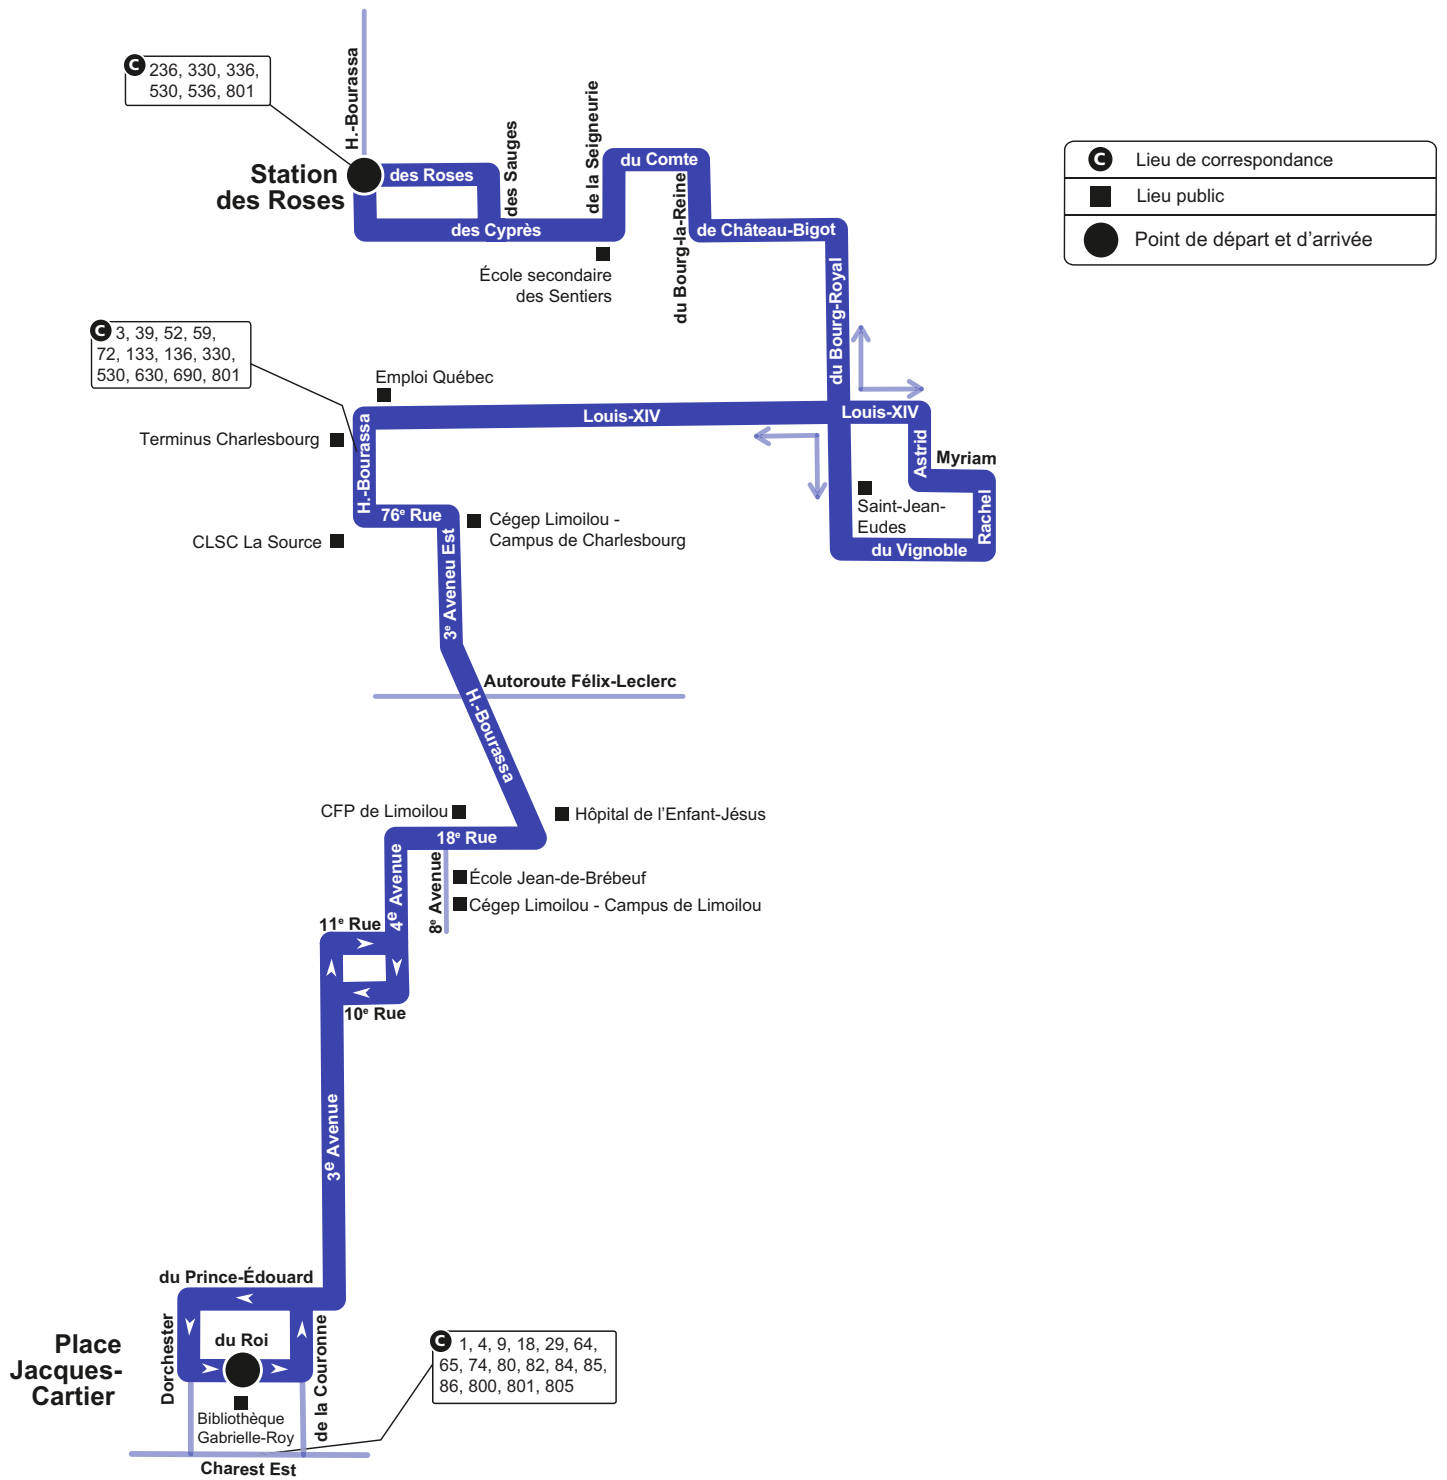 H.-Bourassa
C 236, 330, 336,
530, 536, 801
Station
des Roses
des Roses
des Sauges
de la Seigneurie
du Comte
du Bourg-la-Reine
des Cyprès
de Château-Bigot
École secondaire
des Sentiers
du Bourg-Royal
C Lieu de correspondance
Lieu public
Point de départ et d'arrivée
C 3, 39, 52, 59,
72, 133, 136, 330,
530, 630, 690, 801
Emploi Québec
Louis-XIV
Louis-XIV
Terminus Charlesbourg
H.-Bourassa
Astrid
Myriam
Rachel
Saint-Jean-
Eudes
du Vignoble
76e Rue
Cégep Limoilou -
Campus de Charlesbourg
CLSC La Source
3e Aveneu Est
Autoroute Félix-Leclerc
H.-Bourassa
CFP de Limoilou
Hôpital de l'Enfant-Jésus
18e Rue
4e Avenue
8e Avenue
École Jean-de-Brébeuf
Cégep Limoilou - Campus de Limoilou
11e Rue
10e Rue
3e Avenue
du Prince-Édouard
Dorchester
du Roi
de la Couronne
Place
Jacques-
Cartier
C 1, 4, 9, 18, 29, 64,
65, 74, 80, 82, 84, 85,
86, 800, 801, 805
Bibliothèque
Gabrielle-Roy
Charest Est